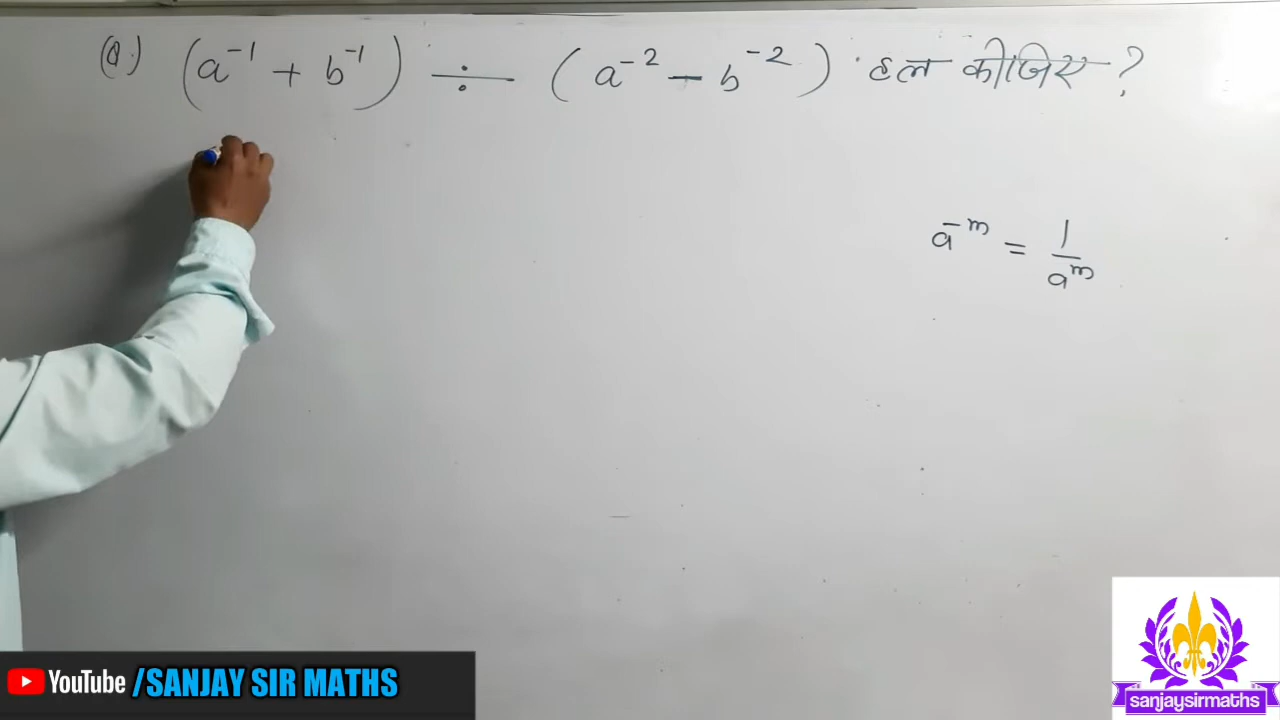 (Q.) (a⁻¹ + b⁻¹) ÷ (a⁻² – b⁻²) हल कीजिए ?
a⁻ᵐ = 1/aᵐ
YouTube /SANJAY SIR MATHS
sanjaysirmaths